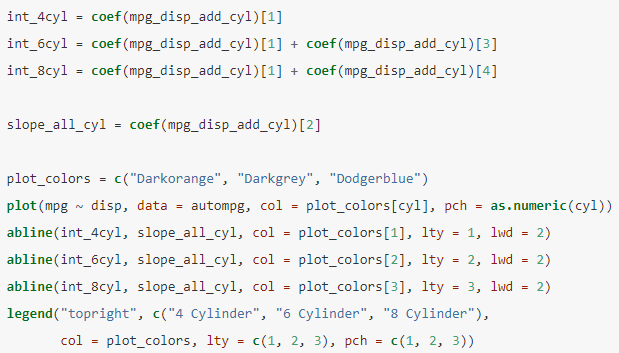 int_4cyl = coef(mpg_disp_add_cyl)[1]
int_6cyl = coef(mpg_disp_add_cyl)[1] + coef(mpg_disp_add_cyl)[3]
int_8cyl = coef(mpg_disp_add_cyl)[1] + coef(mpg_disp_add_cyl)[4]
slope_all_cyl = coef(mpg_disp_add_cyl)[2]
plot_colors = c("Darkorange", "Darkgrey", "Dodgerblue")
plot(mpg ~ disp, data = autompg, col = plot_colors[cyl], pch = as.numeric(cyl))
abline(int_4cyl, slope_all_cyl, col = plot_colors[1], lty = 1, lwd = 2)
abline(int_6cyl, slope_all_cyl, col = plot_colors[2], lty = 2, lwd = 2)
abline(int_8cyl, slope_all_cyl, col = plot_colors[3], lty = 3, lwd = 2)
legend("topright", c("4 Cylinder", "6 Cylinder", "8 Cylinder"),
       col = plot_colors, lty = c(1, 2, 3), pch = c(1, 2, 3))